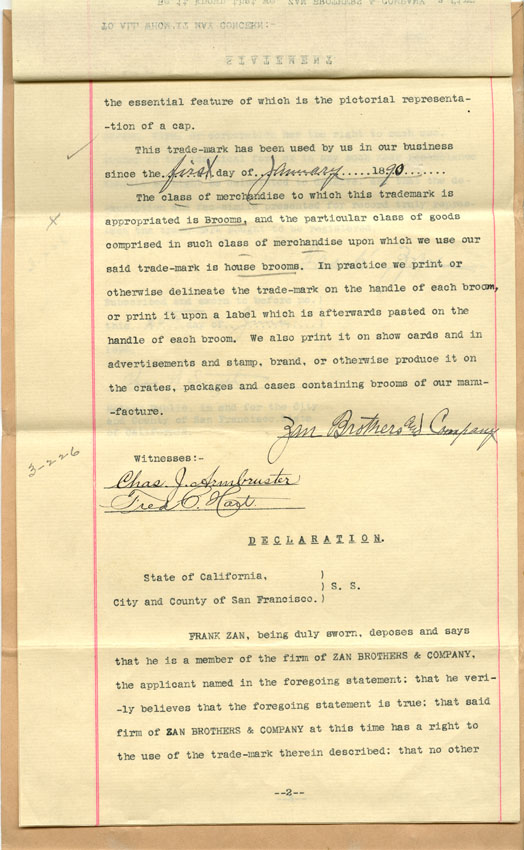 TO ALL WHOM IT MAY CONCERN:-
STATEMENT
the essential feature of which is the pictorial representa-
-tion of a cap.
This trade-mark has been used by us in our business
since the. first day of. January.....1890.......
The class of merchandise to which this trademark is
appropriated is Brooms, and the particular class of goods
comprised in such class of merchandise upon which we use our
said trade-mark is house brooms. In practice we print or
otherwise delineate the trade-mark on the handle of each broom,
or print it upon a label which is afterwards pasted on the
handle of each broom. We also print it on show cards and in
advertisements and stamp, brand, or otherwise produce it on
the crates, packages and cases containing brooms of our manu-
-facture.
Zan Brothers and Company
Witnesses:-
3-226
Chas. J. Armbruster
Fred C.
DECLARATION.
State of California, )
) S. S.
City and County of San Francisco.)
FRANK ZAN, being duly sworn, deposes and says
that he is a member of the firm of ZAN BROTHERS & COMPANY,
the applicant named in the foregoing statement; that he veri-
-ly believes that the foregoing statement is true; that said
firm of ZAN BROTHERS & COMPANY at this time has a right to
the use of the trade-mark therein described; that no other
--2--